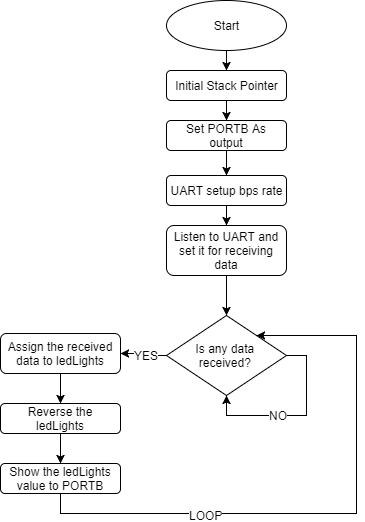 Start
Initial Stack Pointer
Set PORTB As
output
UART setup bps rate
Listen to UART and
set it for receiving
data
Is any data
received?
YES
NO
Assign the received
data to ledLights
Reverse the
ledLights
Show the ledLights
value to PORTB
LOOP